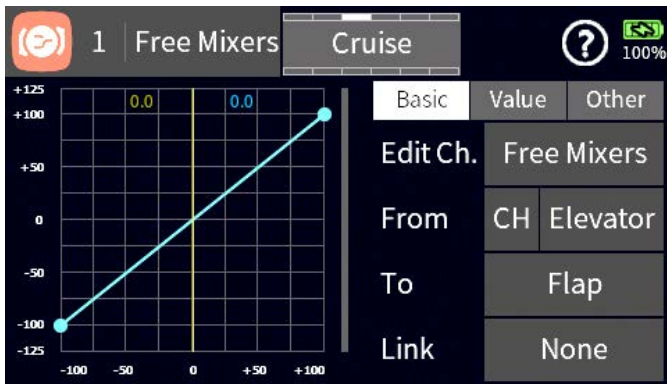 1 Free Mixers Cruise ? 100%
+125
+100
+50
0
-50
-100
-125
0.0 0.0
-100 -50 0 +50 +100
Basic Value Other
Edit Ch. Free Mixers
From CH Elevator
To Flap
Link None